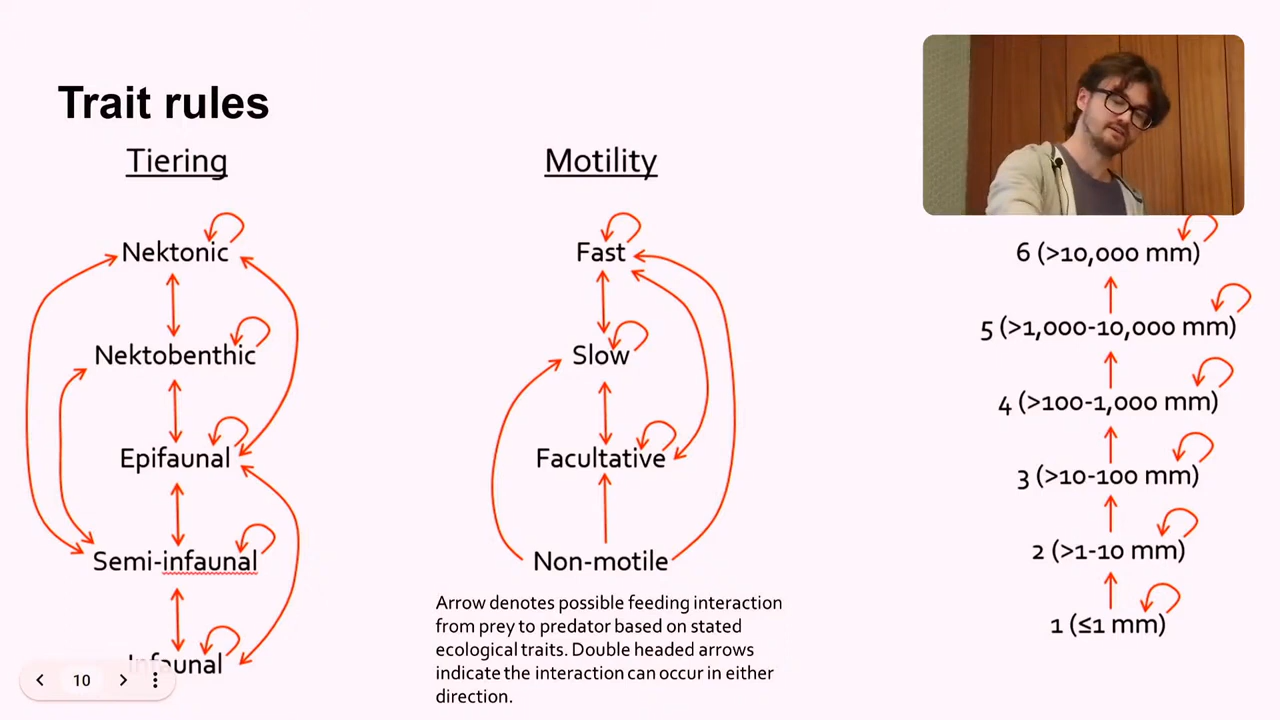 Trait rules
Tiering
Nektonic
Nektobenthic
Epifaunal
Semi-infaunal
Infaunal
Motility
Fast
Slow
Facultative
Non-motile
Arrow denotes possible feeding interaction
from prey to predator based on stated
ecological traits. Double headed arrows
indicate the interaction can occur in either
direction.
6 (>10,000 mm)
5 (>1,000-10,000 mm)
4 (>100-1,000 mm)
3 (>10-100 mm)
2 (>1-10 mm)
1 (≤1 mm)
10